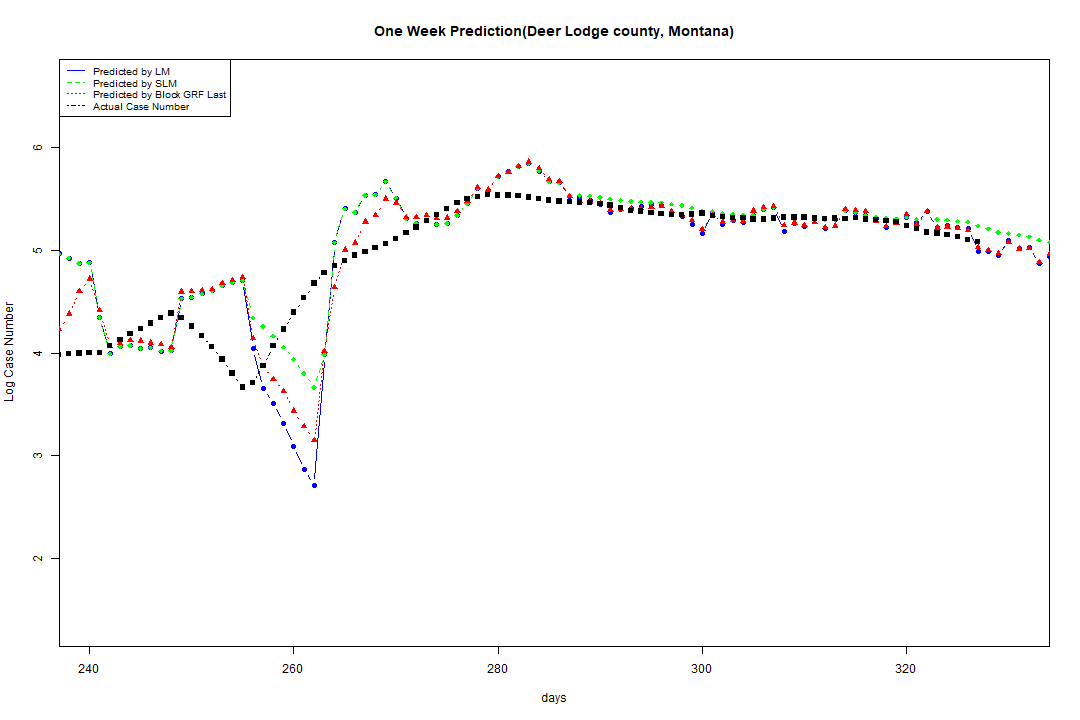 One Week Prediction(Deer Lodge county, Montana)
Predicted by LM
Predicted by SLM
Predicted by Block GRF Last
Actual Case Number
6
5
4
3
2
Log Case Number
240 260 280 300 320
days